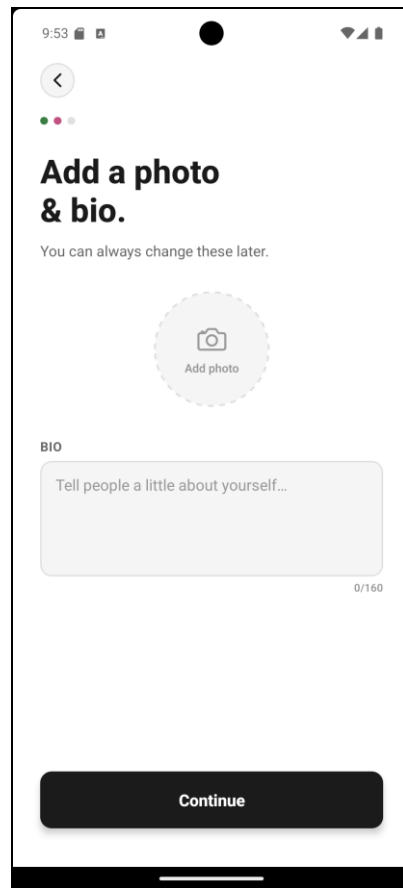 9:53
Add a photo
& bio.
You can always change these later.
Add photo
BIO
Tell people a little about yourself...
0/160
Continue